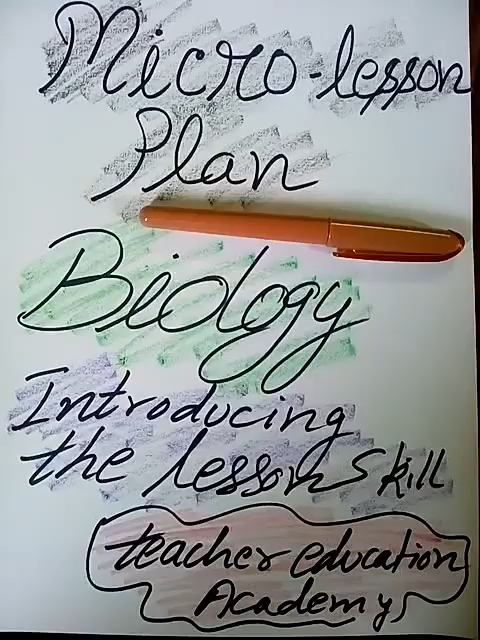 Micro-lesson
Plan
Biology
Introducing
the lesson Skill
teacher education
Academy